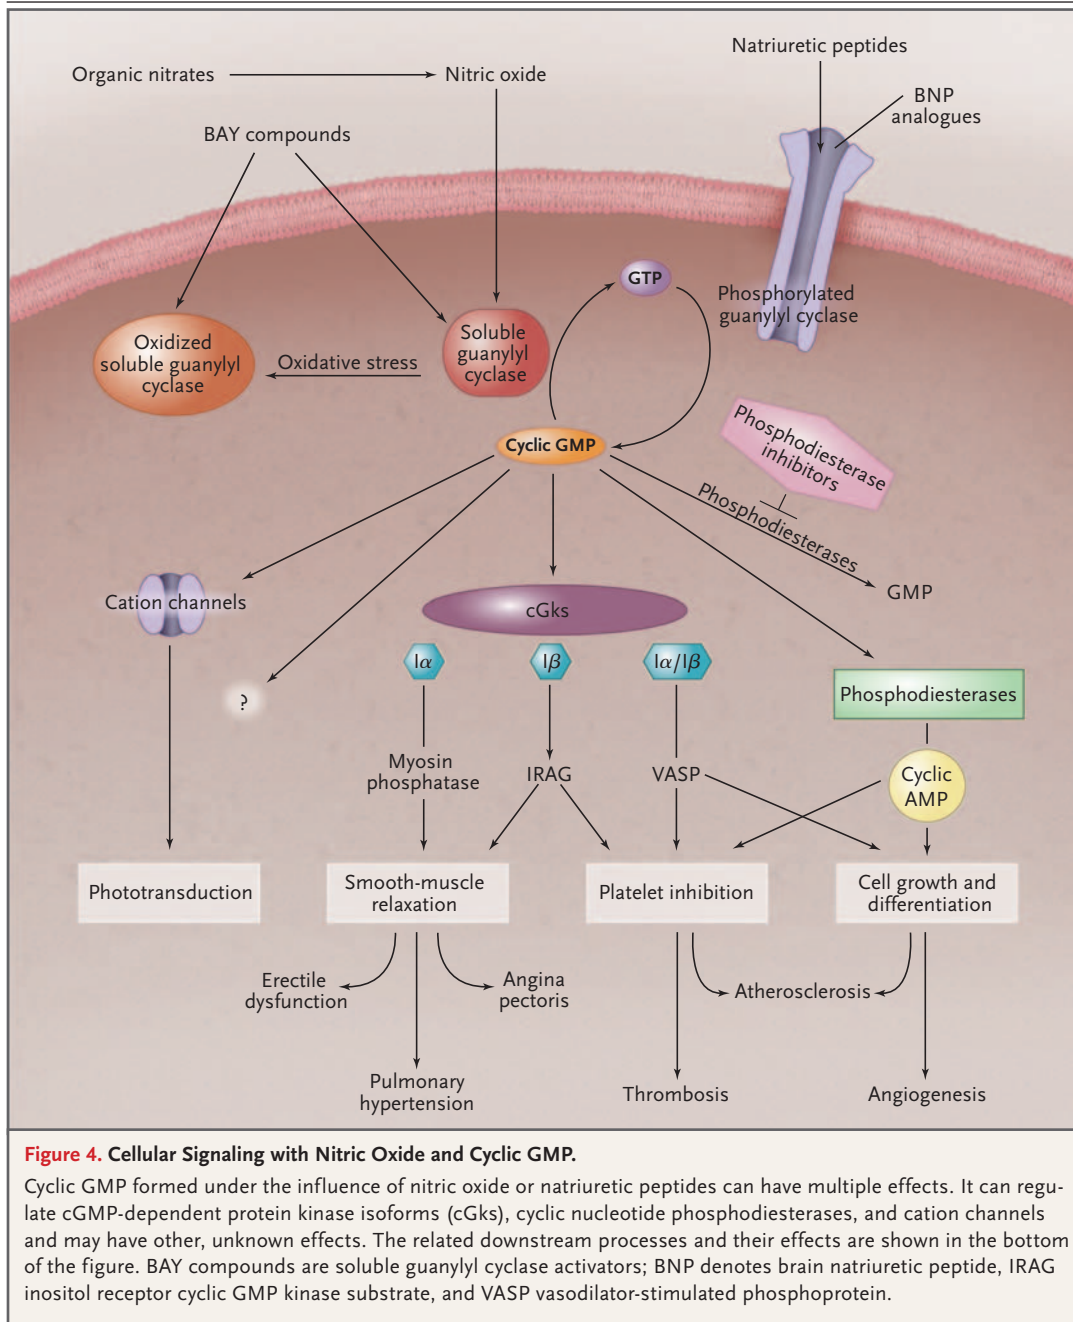 Natriuretic peptides
Organic nitrates
Nitric oxide
BNP
analogues
BAY compounds
GTP
Phosphorylated
guanylyl cyclase
Oxidized
soluble guanylyl
cyclase
Oxidative stress
Soluble
guanylyl
cyclase
Cyclic GMP
Phosphodiesterase
inhibitors
Phosphodiesterases
GMP
Cation channels
cGks
Iα
Iβ
Iα/Iβ
?
Phosphodiesterases
Myosin
phosphatase
IRAG
VASP
Cyclic
AMP
Phototransduction
Smooth-muscle
relaxation
Platelet inhibition
Cell growth and
differentiation
Erectile
dysfunction
Angina
pectoris
Atherosclerosis
Pulmonary
hypertension
Thrombosis
Angiogenesis
Figure 4. Cellular Signaling with Nitric Oxide and Cyclic GMP.
Cyclic GMP formed under the influence of nitric oxide or natriuretic peptides can have multiple effects. It can regu-
late cGMP-dependent protein kinase isoforms (cGks), cyclic nucleotide phosphodiesterases, and cation channels
and may have other, unknown effects. The related downstream processes and their effects are shown in the bottom
of the figure. BAY compounds are soluble guanylyl cyclase activators; BNP denotes brain natriuretic peptide, IRAG
inositol receptor cyclic GMP kinase substrate, and VASP vasodilator-stimulated phosphoprotein.